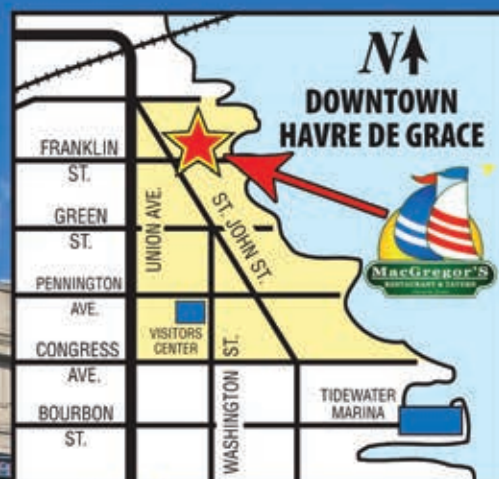 N
DOWNTOWN
HAVRE DE GRACE
FRANKLIN
ST.
GREEN
ST.
UNION AVE.
ST. JOHN ST.
MACGREGOR'S
RESTAURANT & TAVERN
PENNINGTON
AVE.
VISITORS
CENTER
CONGRESS
AVE.
WASHINGTON ST.
TIDEWATER
MARINA
BOURBON
ST.